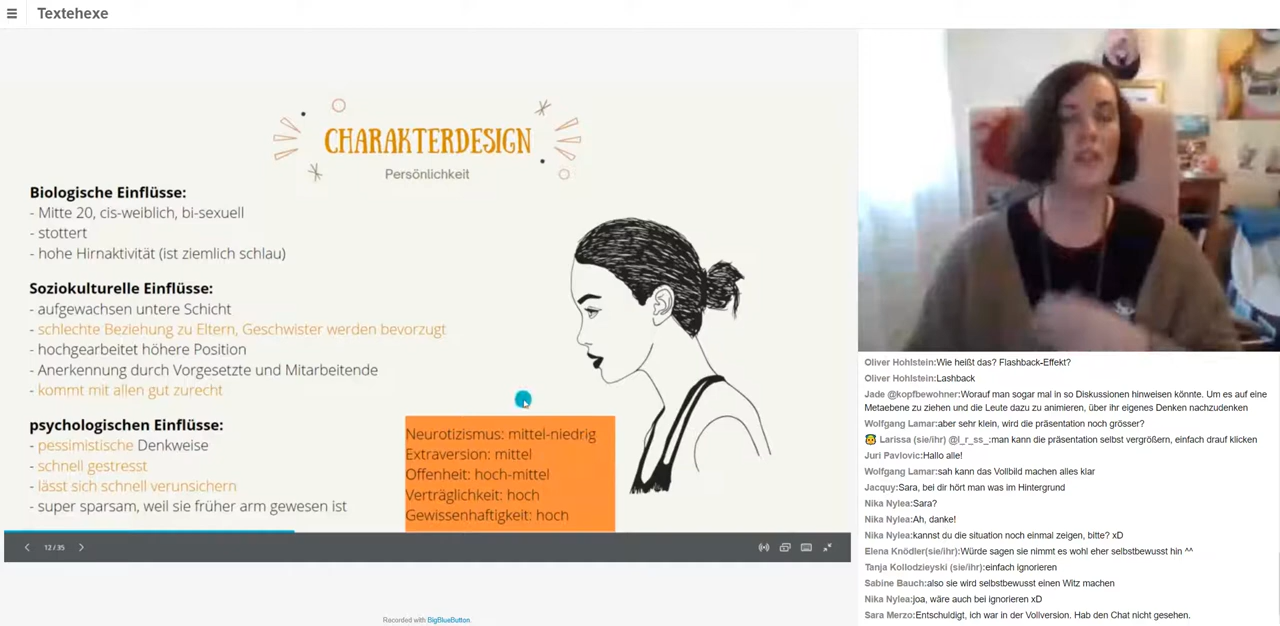 Textehexe
CHARAKTERDESIGN
Persönlichkeit
Biologische Einflüsse:
- Mitte 20, cis-weiblich, bi-sexuell
- stottert
- hohe Hirnaktivität (ist ziemlich schlau)
Soziokulturelle Einflüsse:
- aufgewachsen untere Schicht
- schlechte Beziehung zu Eltern, Geschwister werden bevorzugt
- hochgearbeitet höhere Position
- Anerkennung durch Vorgesetzte und Mitarbeitende
- kommt mit allen gut zurecht
psychologischen Einflüsse:
- pessimistische Denkweise
- schnell gestresst
- lässt sich schnell verunsichern
- super sparsam, weil sie früher arm gewesen ist
Neurotizismus: mittel-niedrig
Extraversion: mittel
Offenheit: hoch-mittel
Verträglichkeit: hoch
Gewissenhaftigkeit: hoch
12 / 35
Recorded with BigBlueButton.
Oliver Hohlstein:Wie heißt das? Flashback-Effekt?
Oliver Hohlstein:Lashback
Jade @kopfbewohner:Worauf man sogar mal in so Diskussionen hinweisen könnte. Um es auf eine
Metaebene zu ziehen und die Leute dazu zu animieren, über ihr eigenes Denken nachzudenken
Wolfgang Lamar:aber sehr klein, wird die präsentation noch grösser?
Larissa (sie/ihr) @l_r_ss_:man kann die präsentation selbst vergrößern, einfach drauf klicken
Juri Pavlovic:Hallo alle!
Wolfgang Lamar:sah kann das Vollbild machen alles klar
Jacquy:Sara, bei dir hört man was im Hintergrund
Nika Nylea:Sara?
Nika Nylea:Ah, danke!
Nika Nylea:kannst du die situation noch einmal zeigen, bitte? xD
Elena Knödler(sie/ihr):Würde sagen sie nimmt es wohl eher selbstbewust hin ^^
Tanja Kollodzieyski (sie/ihr):einfach ignorieren
Sabine Bauch:also sie wird selbstbewust einen Witz machen
Nika Nylea:joa, wäre auch bei ignorieren xD
Sara Merzo:Entschuldigt, ich war in der Vollversion. Hab den Chat nicht gesehen.